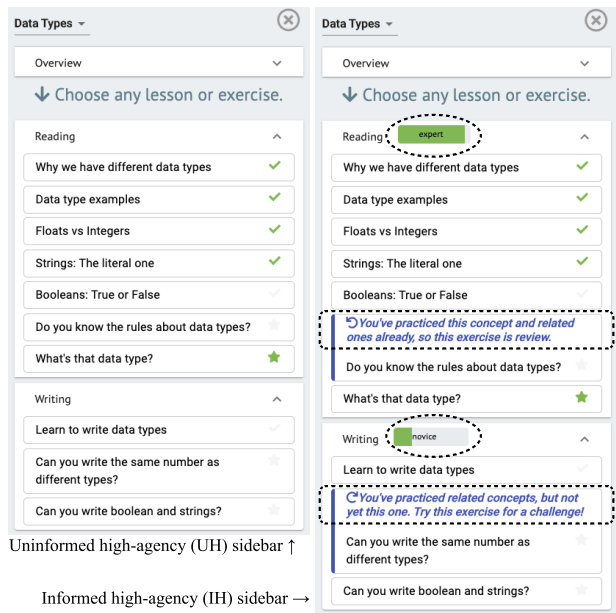 Data Types
Overview
Choose any lesson or exercise.
Reading
Why we have different data types
Data type examples
Floats vs Integers
Strings: The literal one
Booleans: True or False
Do you know the rules about data types?
What's that data type?
Writing
Learn to write data types
Can you write the same number as
different types?
Can you write boolean and strings?
Uninformed high-agency (UH) sidebar ↑
Data Types
Overview
Choose any lesson or exercise.
Reading expert
Why we have different data types
Data type examples
Floats vs Integers
Strings: The literal one
Booleans: True or False
You've practiced this concept and related
ones already, so this exercise is review.
Do you know the rules about data types?
What's that data type?
Writing novice
Learn to write data types
You've practiced related concepts, but not
yet this one. Try this exercise for a challenge!
Can you write the same number as
different types?
Can you write boolean and strings?
Informed high-agency (IH) sidebar →